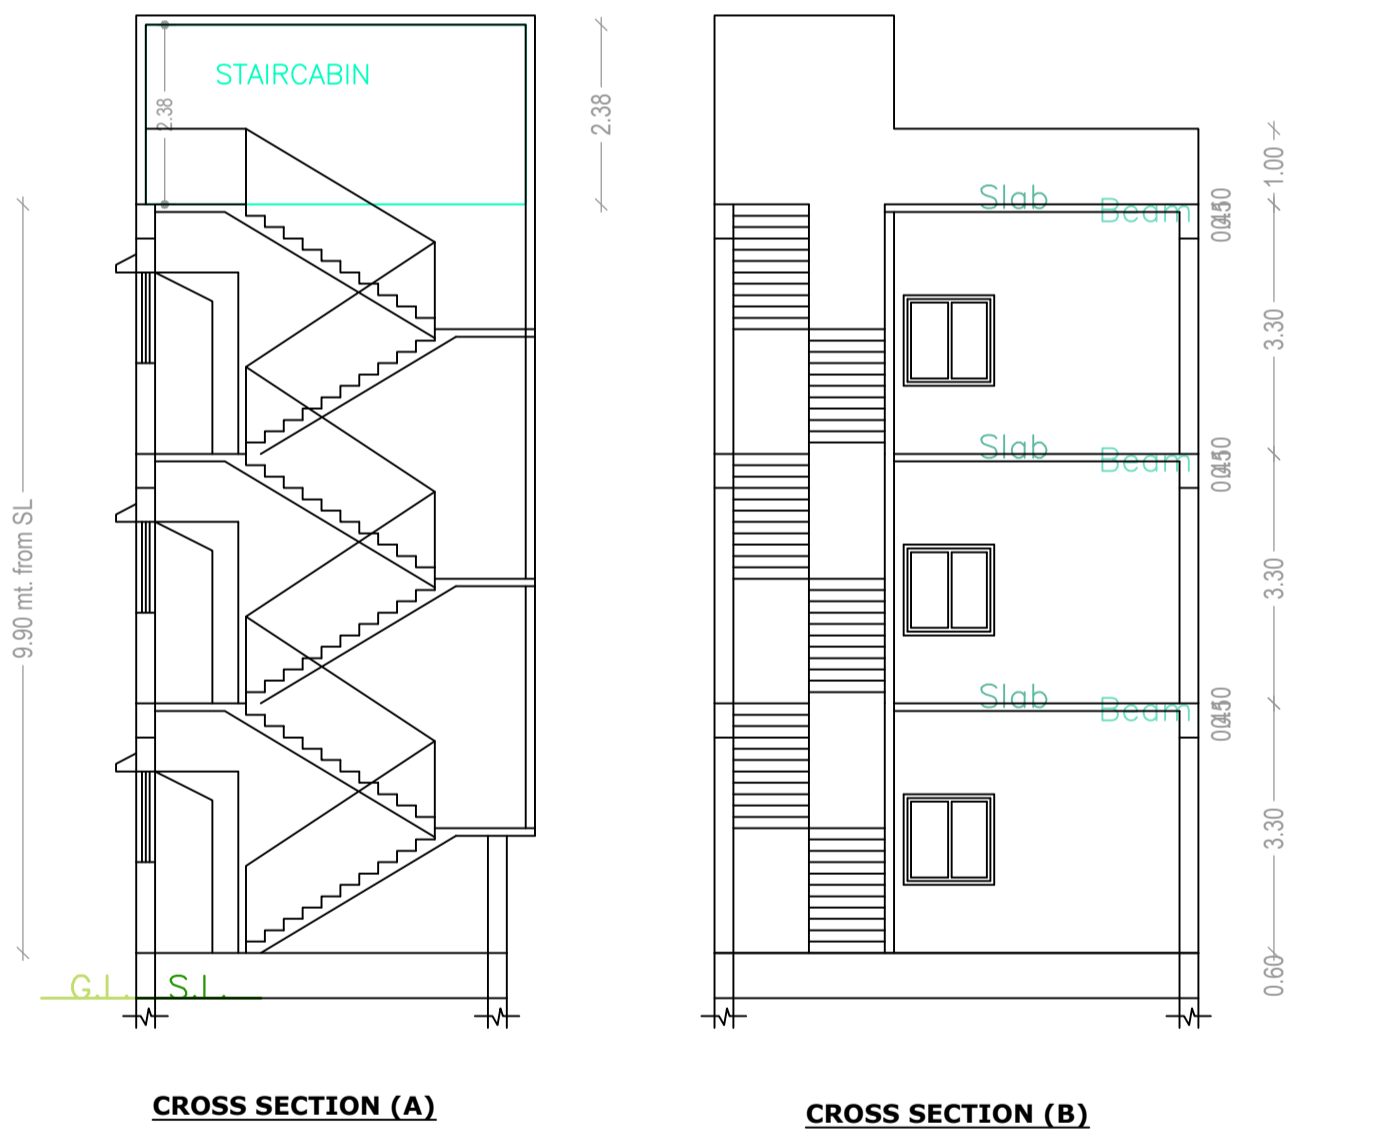 STAIRCABIN
2.38
2.38
9.90 mt. from SL
G.L.
S.L.
CROSS SECTION (A)
1.00
Slab
Beam
3.30
Slab
Beam
3.30
Slab
Beam
3.30
0.60
CROSS SECTION (B)